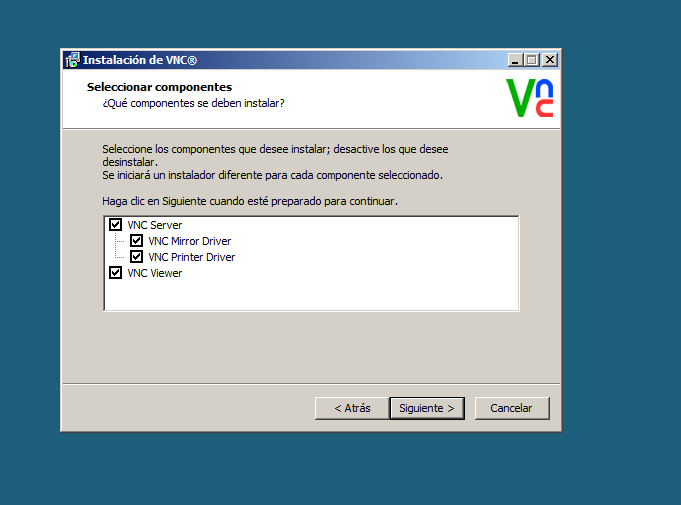 Instalación de VNC®
Seleccionar componentes
¿Qué componentes se deben instalar?
VNC
Seleccione los componentes que desee instalar; desactive los que desee
desinstalar.
Se iniciará un instalador diferente para cada componente seleccionado.
Haga clic en Siguiente cuando esté preparado para continuar.
VNC Server
VNC Mirror Driver
VNC Printer Driver
VNC Viewer
< Atrás
Siguiente >
Cancelar